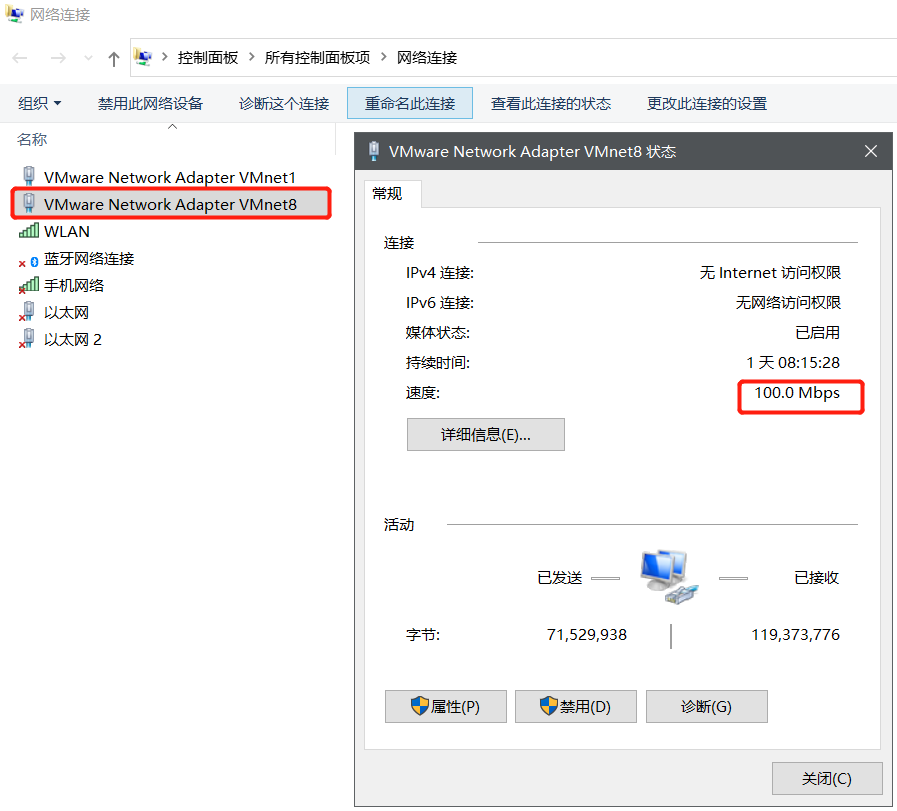 网络连接
控制面板 > 所有控制面板项 > 网络连接
组织 禁用此网络设备 诊断这个连接 重命名此连接 查看此连接的状态 更改此连接的设置
名称
VMware Network Adapter VMnet1
VMware Network Adapter VMnet8
WLAN
蓝牙网络连接
手机网络
以太网
以太网 2
VMware Network Adapter VMnet8 状态
常规
连接
IPv4 连接: 无 Internet 访问权限
IPv6 连接: 无网络访问权限
媒体状态: 已启用
持续时间: 1 天 08:15:28
速度: 100.0 Mbps
详细信息(E)...
活动
已发送 已接收
字节: 71,529,938 119,373,776
属性(P) 禁用(D) 诊断(G)
关闭(C)